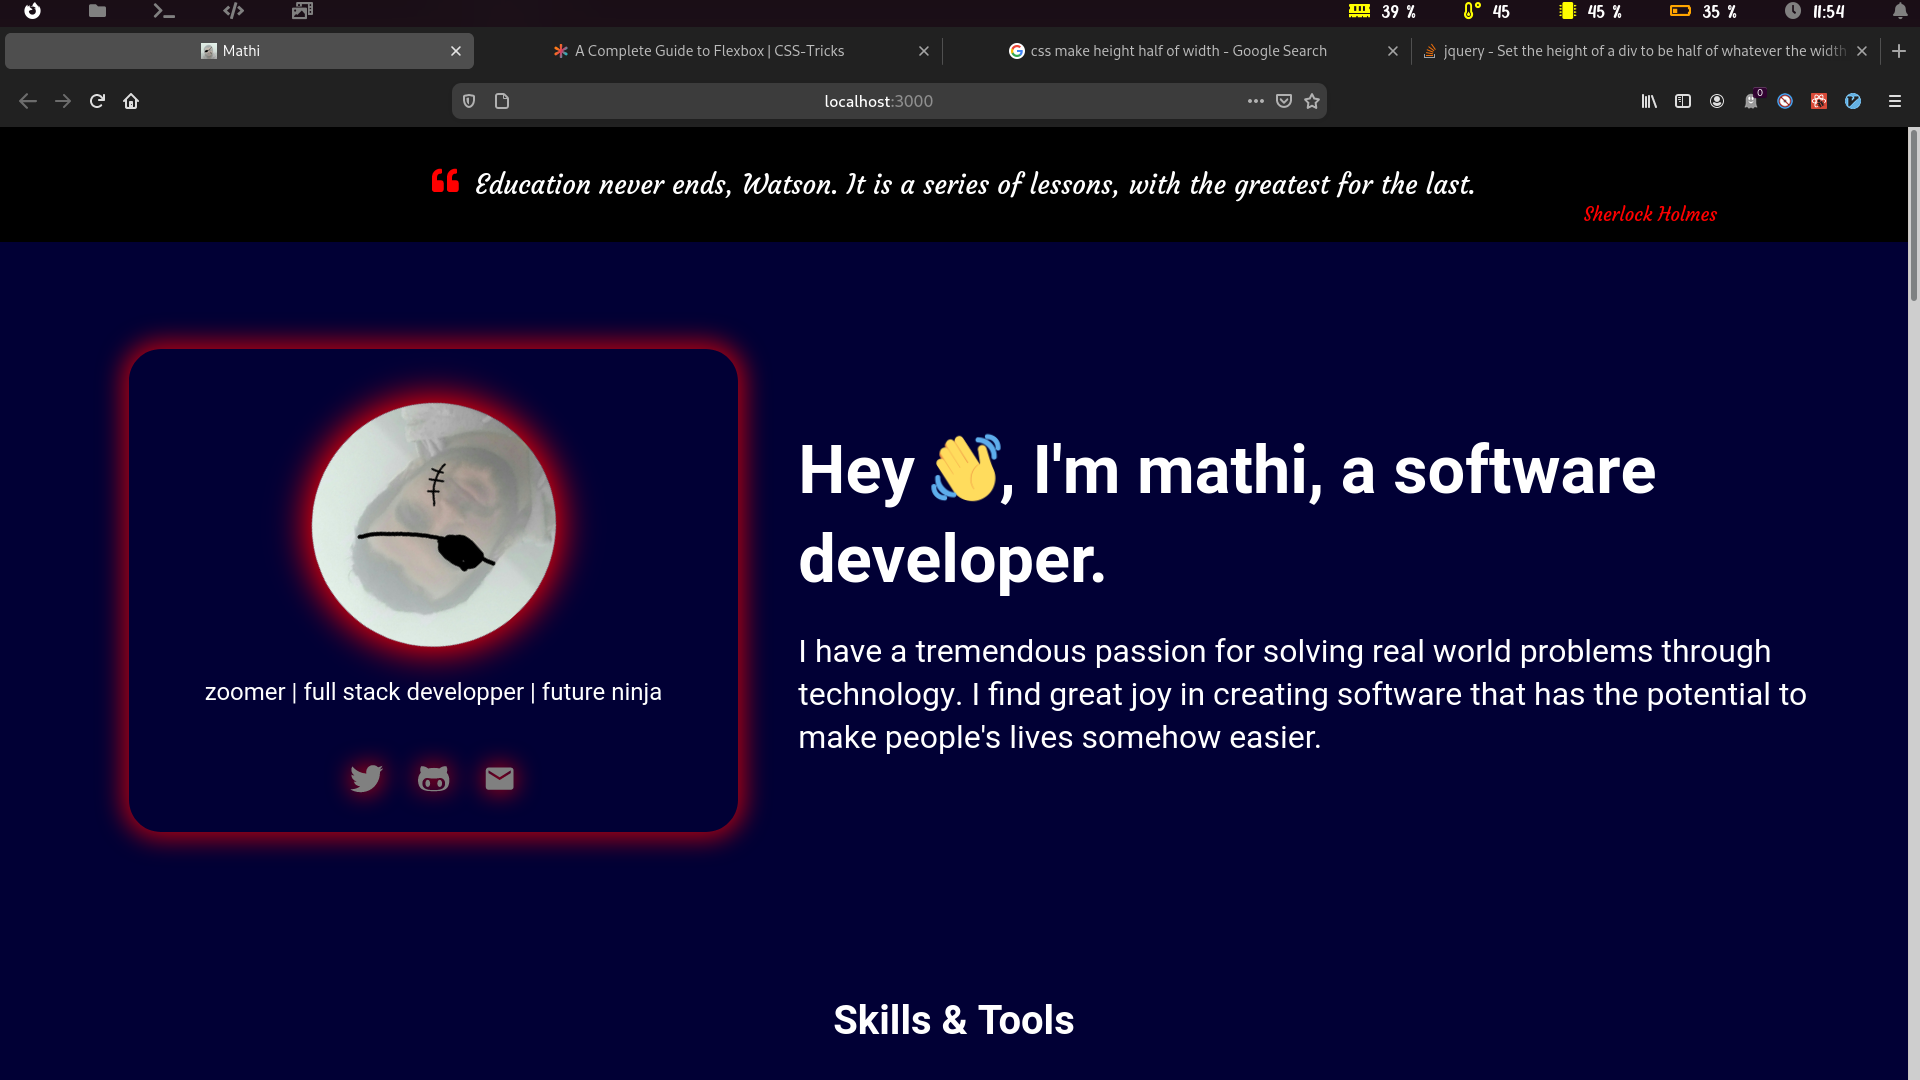 39 %
45
45 %
35 %
11:54
Mathi
A Complete Guide to Flexbox | CSS-Tricks
css make height half of width - Google Search
jquery - Set the height of a div to be half of whatever the width
localhost:3000
0
Education never ends, Watson. It is a series of lessons, with the greatest for the last.
Sherlock Holmes
zoomer | full stack developper | future ninja
Hey 👋, I'm mathi, a software
developer.
I have a tremendous passion for solving real world problems through
technology. I find great joy in creating software that has the potential to
make people's lives somehow easier.
Skills & Tools